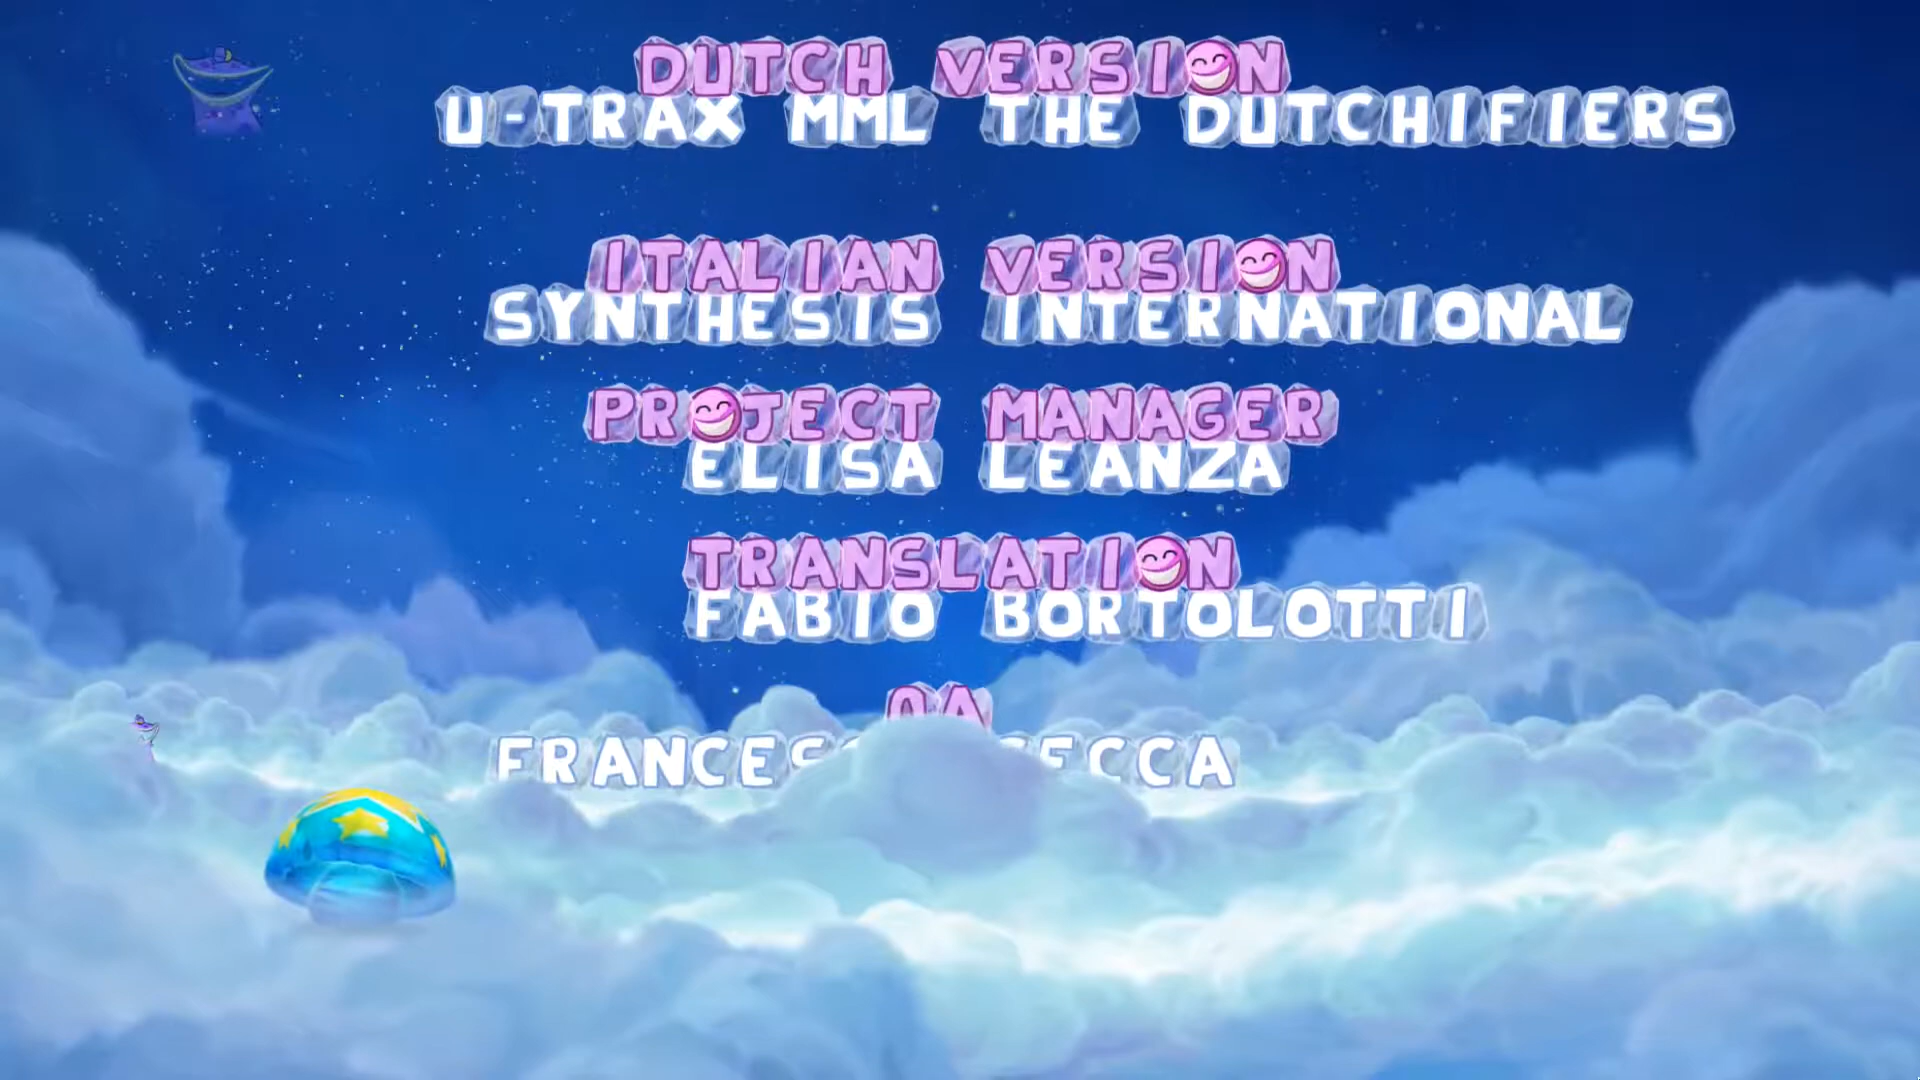 DUTCH VERSION
U-TRAX MML THE DUTCHIFIERS
ITALIAN VERSION
SYNTHESIS INTERNATIONAL
PROJECT MANAGER
ELISA LEANZA
TRANSLATION
FABIO BORTOLOTTI
QA